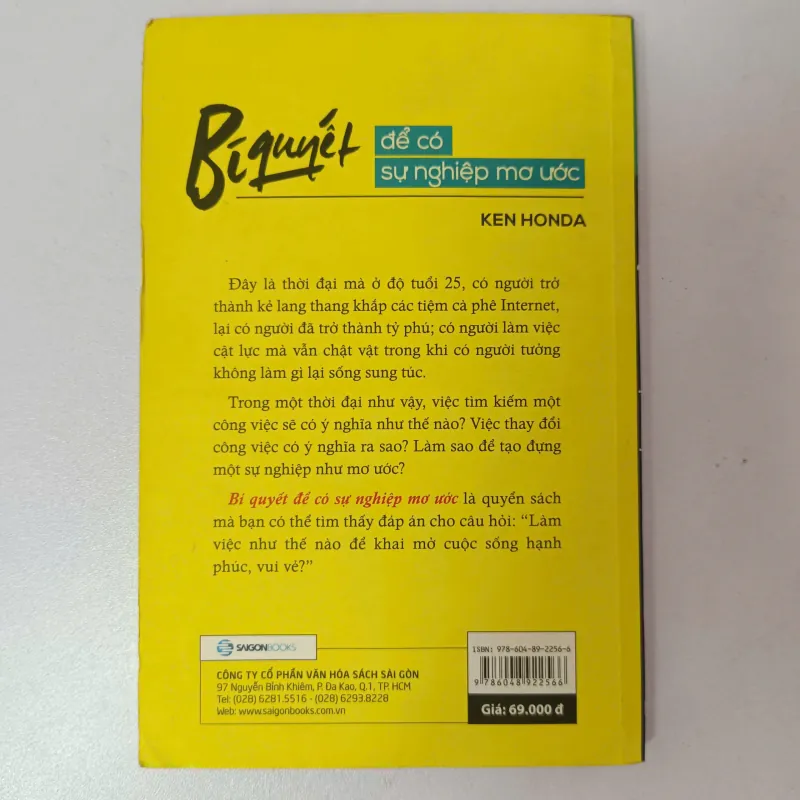 Bí quyết để có
sự nghiệp mơ ước
KEN HONDA
Đây là thời đại mà ở độ tuổi 25, có người trở
thành kẻ lang thang khắp các tiệm cà phê Internet,
lại có người đã trở thành tỷ phú; có người làm việc
cật lực mà vẫn chật vật trong khi có người tưởng
không làm gì lại sống sung túc.
Trong một thời đại như vậy, việc tìm kiếm một
công việc sẽ có ý nghĩa như thế nào? Việc thay đổi
công việc có ý nghĩa ra sao? Làm sao để tạo dựng
một sự nghiệp như mơ ước?
Bí quyết để có sự nghiệp mơ ước là quyển sách
mà bạn có thể tìm thấy đáp án cho câu hỏi: “Làm
việc như thế nào để khai mở cuộc sống hạnh
phúc, vui vẻ?”
SAIGONBOOKS
CÔNG TY CỔ PHẦN VĂN HÓA SÁCH SÀI GÒN
97 Nguyễn Bỉnh Khiêm, P. Đa Kao, Q.1, TP. HCM
Tel: (028) 6281.5516 - (028) 6293.8228
Web: www.saigonbooks.com.vn
ISBN: 978-604-89-2256-6
9 786048 922566
Giá: 69.000 đ